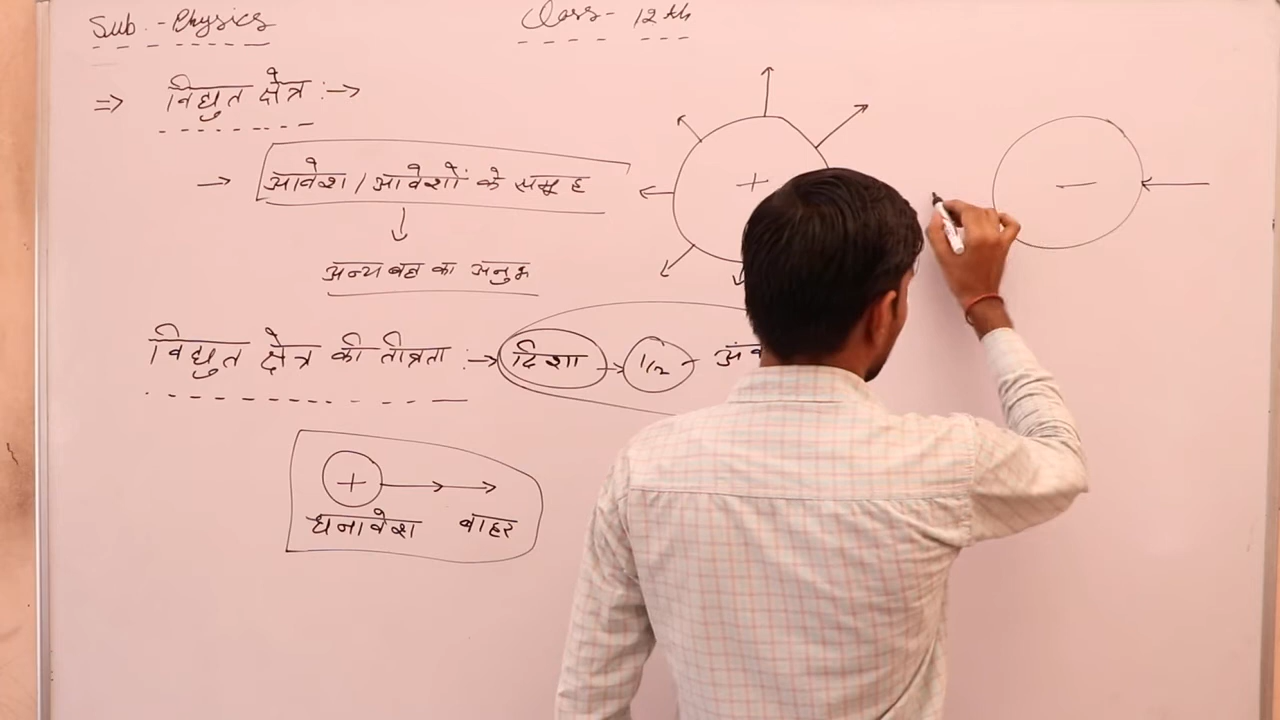 Sub. - Physics
Class - 12th
=> विद्युत क्षेत्र :->
-> आवेश / आवेशों के समूह
अन्य बल का अनुभ
विद्युत क्षेत्र की तीव्रता :-> दिशा -> 1/2 -
+
-
+
धनावेश बाहर